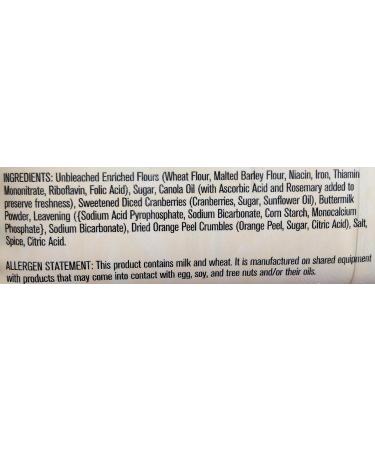 INGREDIENTS: Unbleached Enriched Flours (Wheat Flour, Malted Barley Flour, Niacin, Iron, Thiamin
Mononitrate, Riboflavin, Folic Acid), Sugar, Canola Oil (with Ascorbic Acid and Rosemary added to
preserve freshness), Sweetened Diced Cranberries (Cranberries, Sugar, Sunflower Oil), Buttermilk
Powder, Leavening ({Sodium Acid Pyrophosphate, Sodium Bicarbonate, Corn Starch, Monocalcium
Phosphate}, Sodium Bicarbonate), Dried Orange Peel Crumbles (Orange Peel, Sugar, Citric Acid), Salt,
Spice, Citric Acid.
ALLERGEN STATEMENT: This product contains milk and wheat. It is manufactured on shared equipment
with products that may come into contact with egg, soy, and tree nuts and/or their oils.